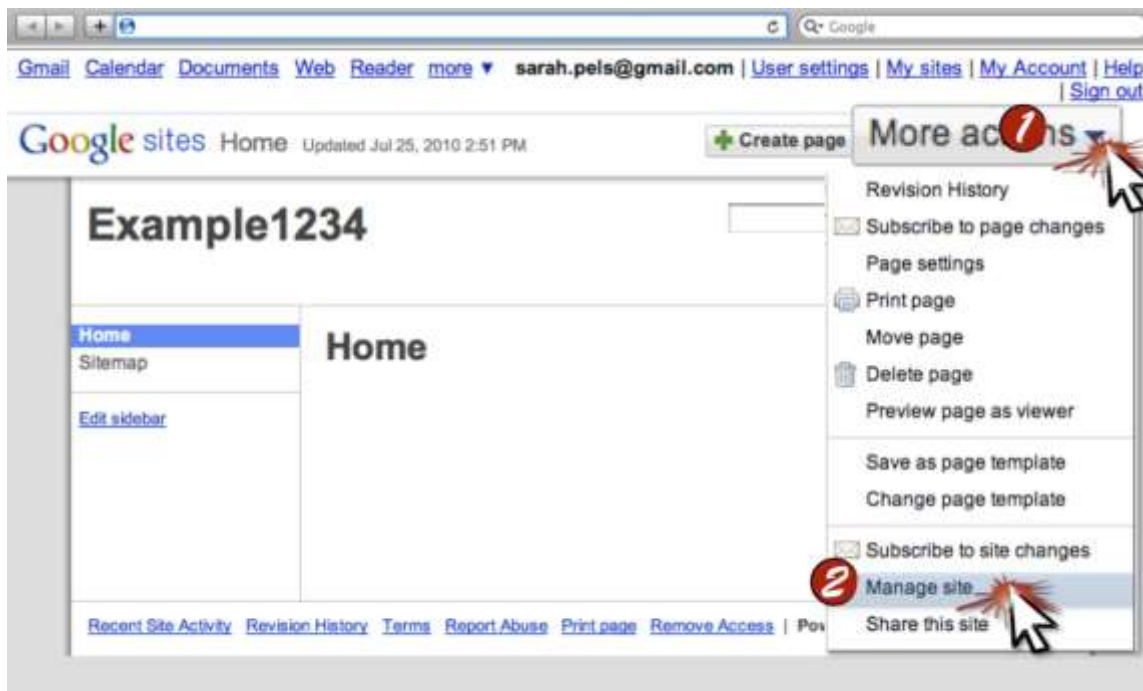 Google
Gmail Calendar Documents Web Reader more ▼ sarah.pels@gmail.com | User settings | My sites | My Account | Help
| Sign out
Google sites Home Updated Jul 25, 2010 2:51 PM
Create page
More ac 1 ns
Revision History
Subscribe to page changes
Page settings
Print page
Move page
Delete page
Preview page as viewer
Save as page template
Change page template
Subscribe to site changes
2 Manage site
Share this site
Example1234
Home
Sitemap
Edit sidebar
Home
Recent Site Activity Revision History Terms Report Abuse Print page Remove Access | Pow